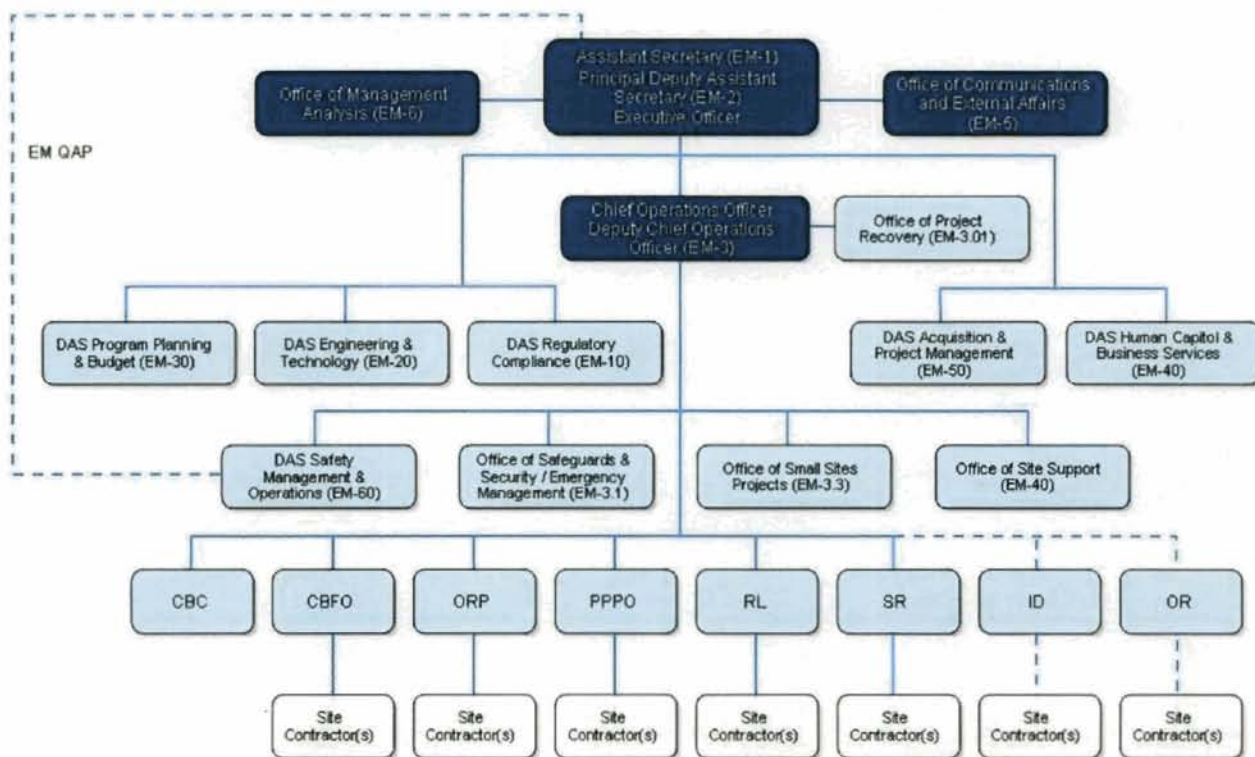 Assistant Secretary (EM-1)
Principal Deputy Assistant
Secretary (EM-2)
Executive Officer
Office of Management
Analysis (EM-6)
Office of Communications
and External Affairs
(EM-5)
EM QAP
Chief Operations Officer
Deputy Chief Operations
Officer (EM-3)
Office of Project
Recovery (EM-3.01)
DAS Program Planning
& Budget (EM-30)
DAS Engineering &
Technology (EM-20)
DAS Regulatory
Compliance (EM-10)
DAS Acquisition &
Project Management
(EM-50)
DAS Human Capitol &
Business Services
(EM-40)
DAS Safety
Management &
Operations (EM-60)
Office of Safeguards &
Security / Emergency
Management (EM-3.1)
Office of Small Sites
Projects (EM-3.3)
Office of Site Support
(EM-40)
CBC
CBFO
ORP
PPPO
RL
SR
ID
OR
Site
Contractor(s)
Site
Contractor(s)
Site
Contractor(s)
Site
Contractor(s)
Site
Contractor(s)
Site
Contractor(s)
Site
Contractor(s)